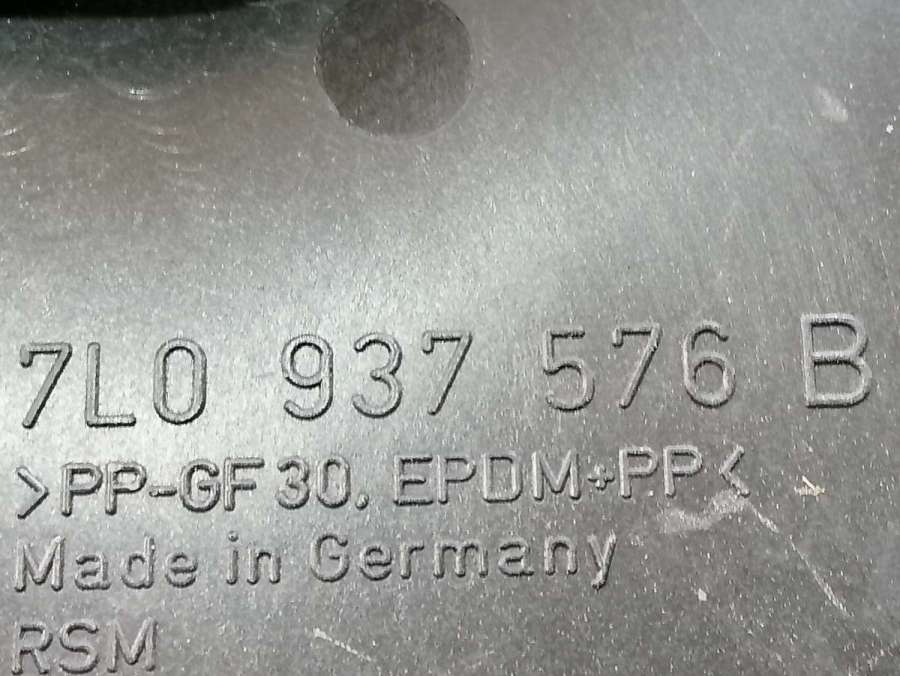 7L0 937 576 B
>PP-GF30. EPDM+PP<
Made in Germany
RSM